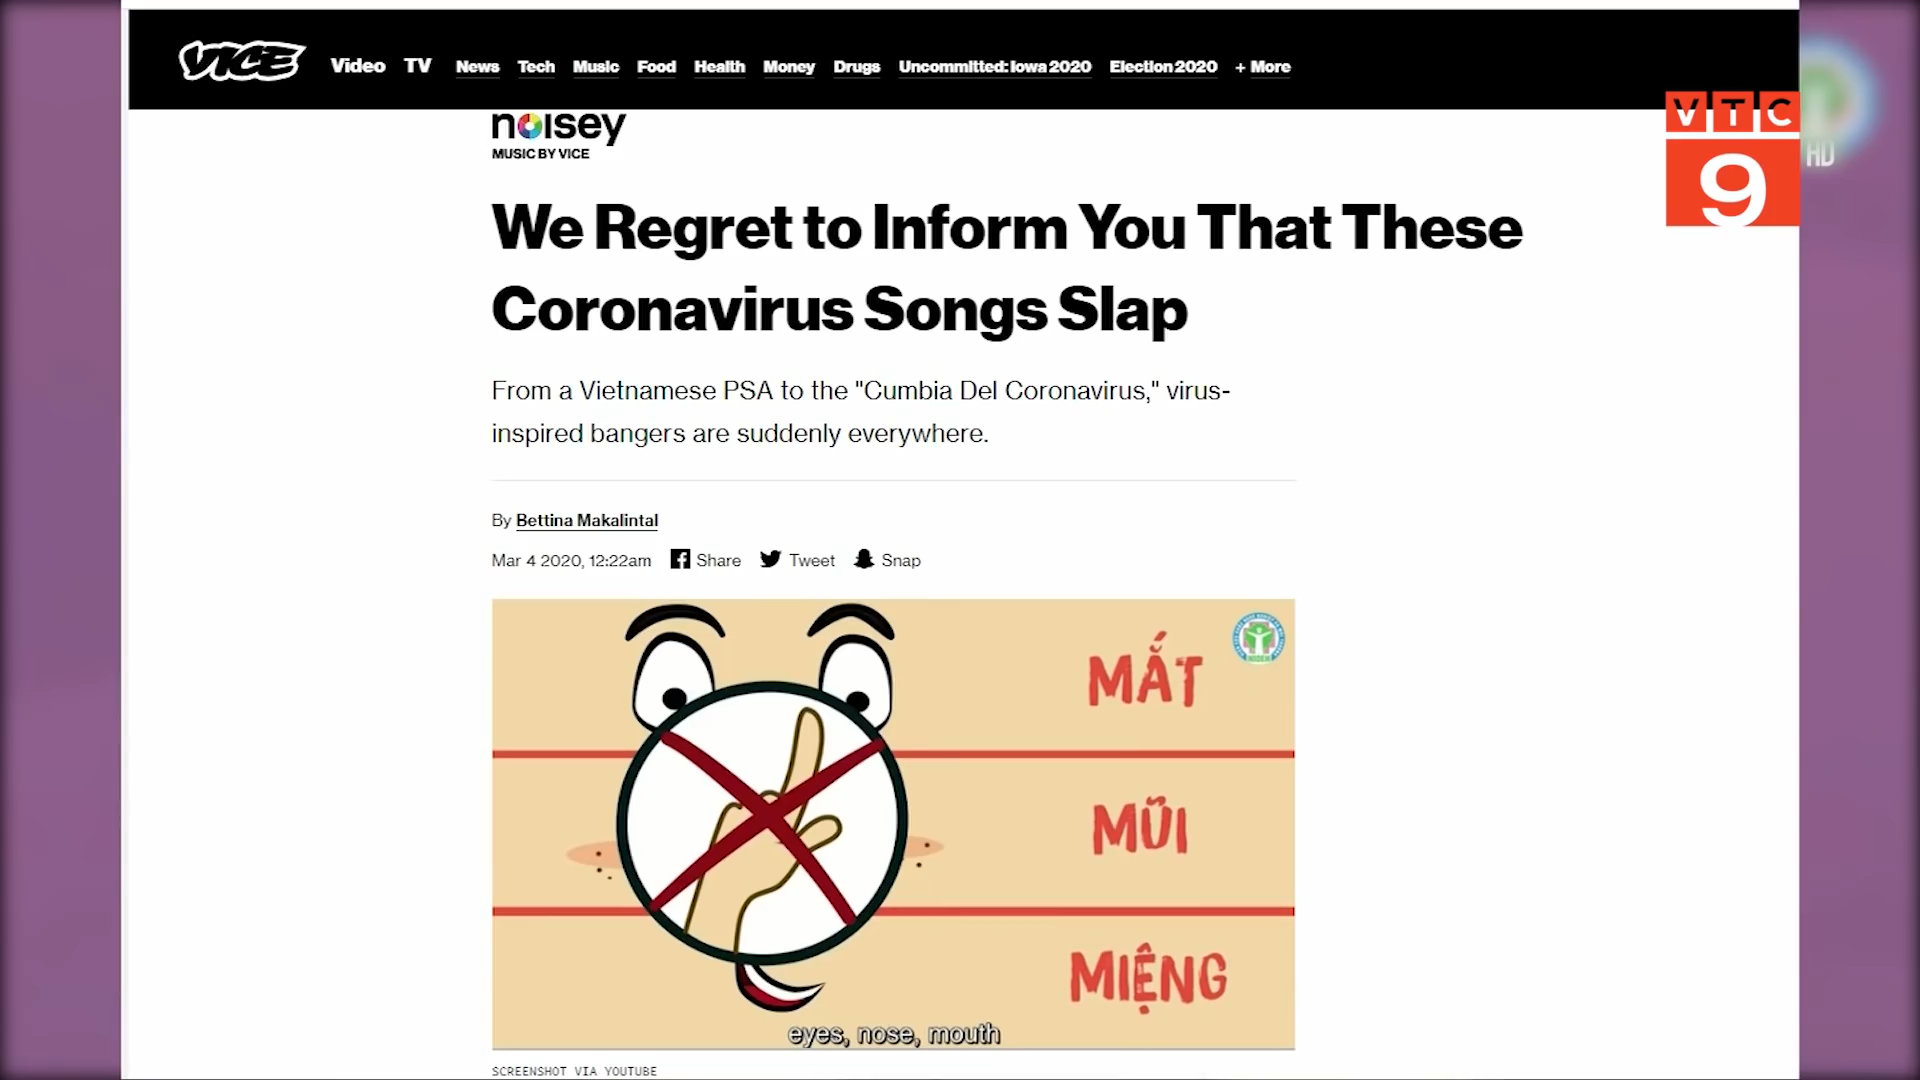 VICE Video TV News Tech Music Food Health Money Drugs Uncommitted: Iowa 2020 Election 2020 + More
VTC
9
HD
noisey
MUSIC BY VICE
We Regret to Inform You That These
Coronavirus Songs Slap
From a Vietnamese PSA to the "Cumbia Del Coronavirus," virus-
inspired bangers are suddenly everywhere.
By Bettina Makalintal
Mar 4 2020, 12:22am Share Tweet Snap
MẮT
MŨI
MIỆNG
eyes, nose, mouth
SCREENSHOT VIA YOUTUBE